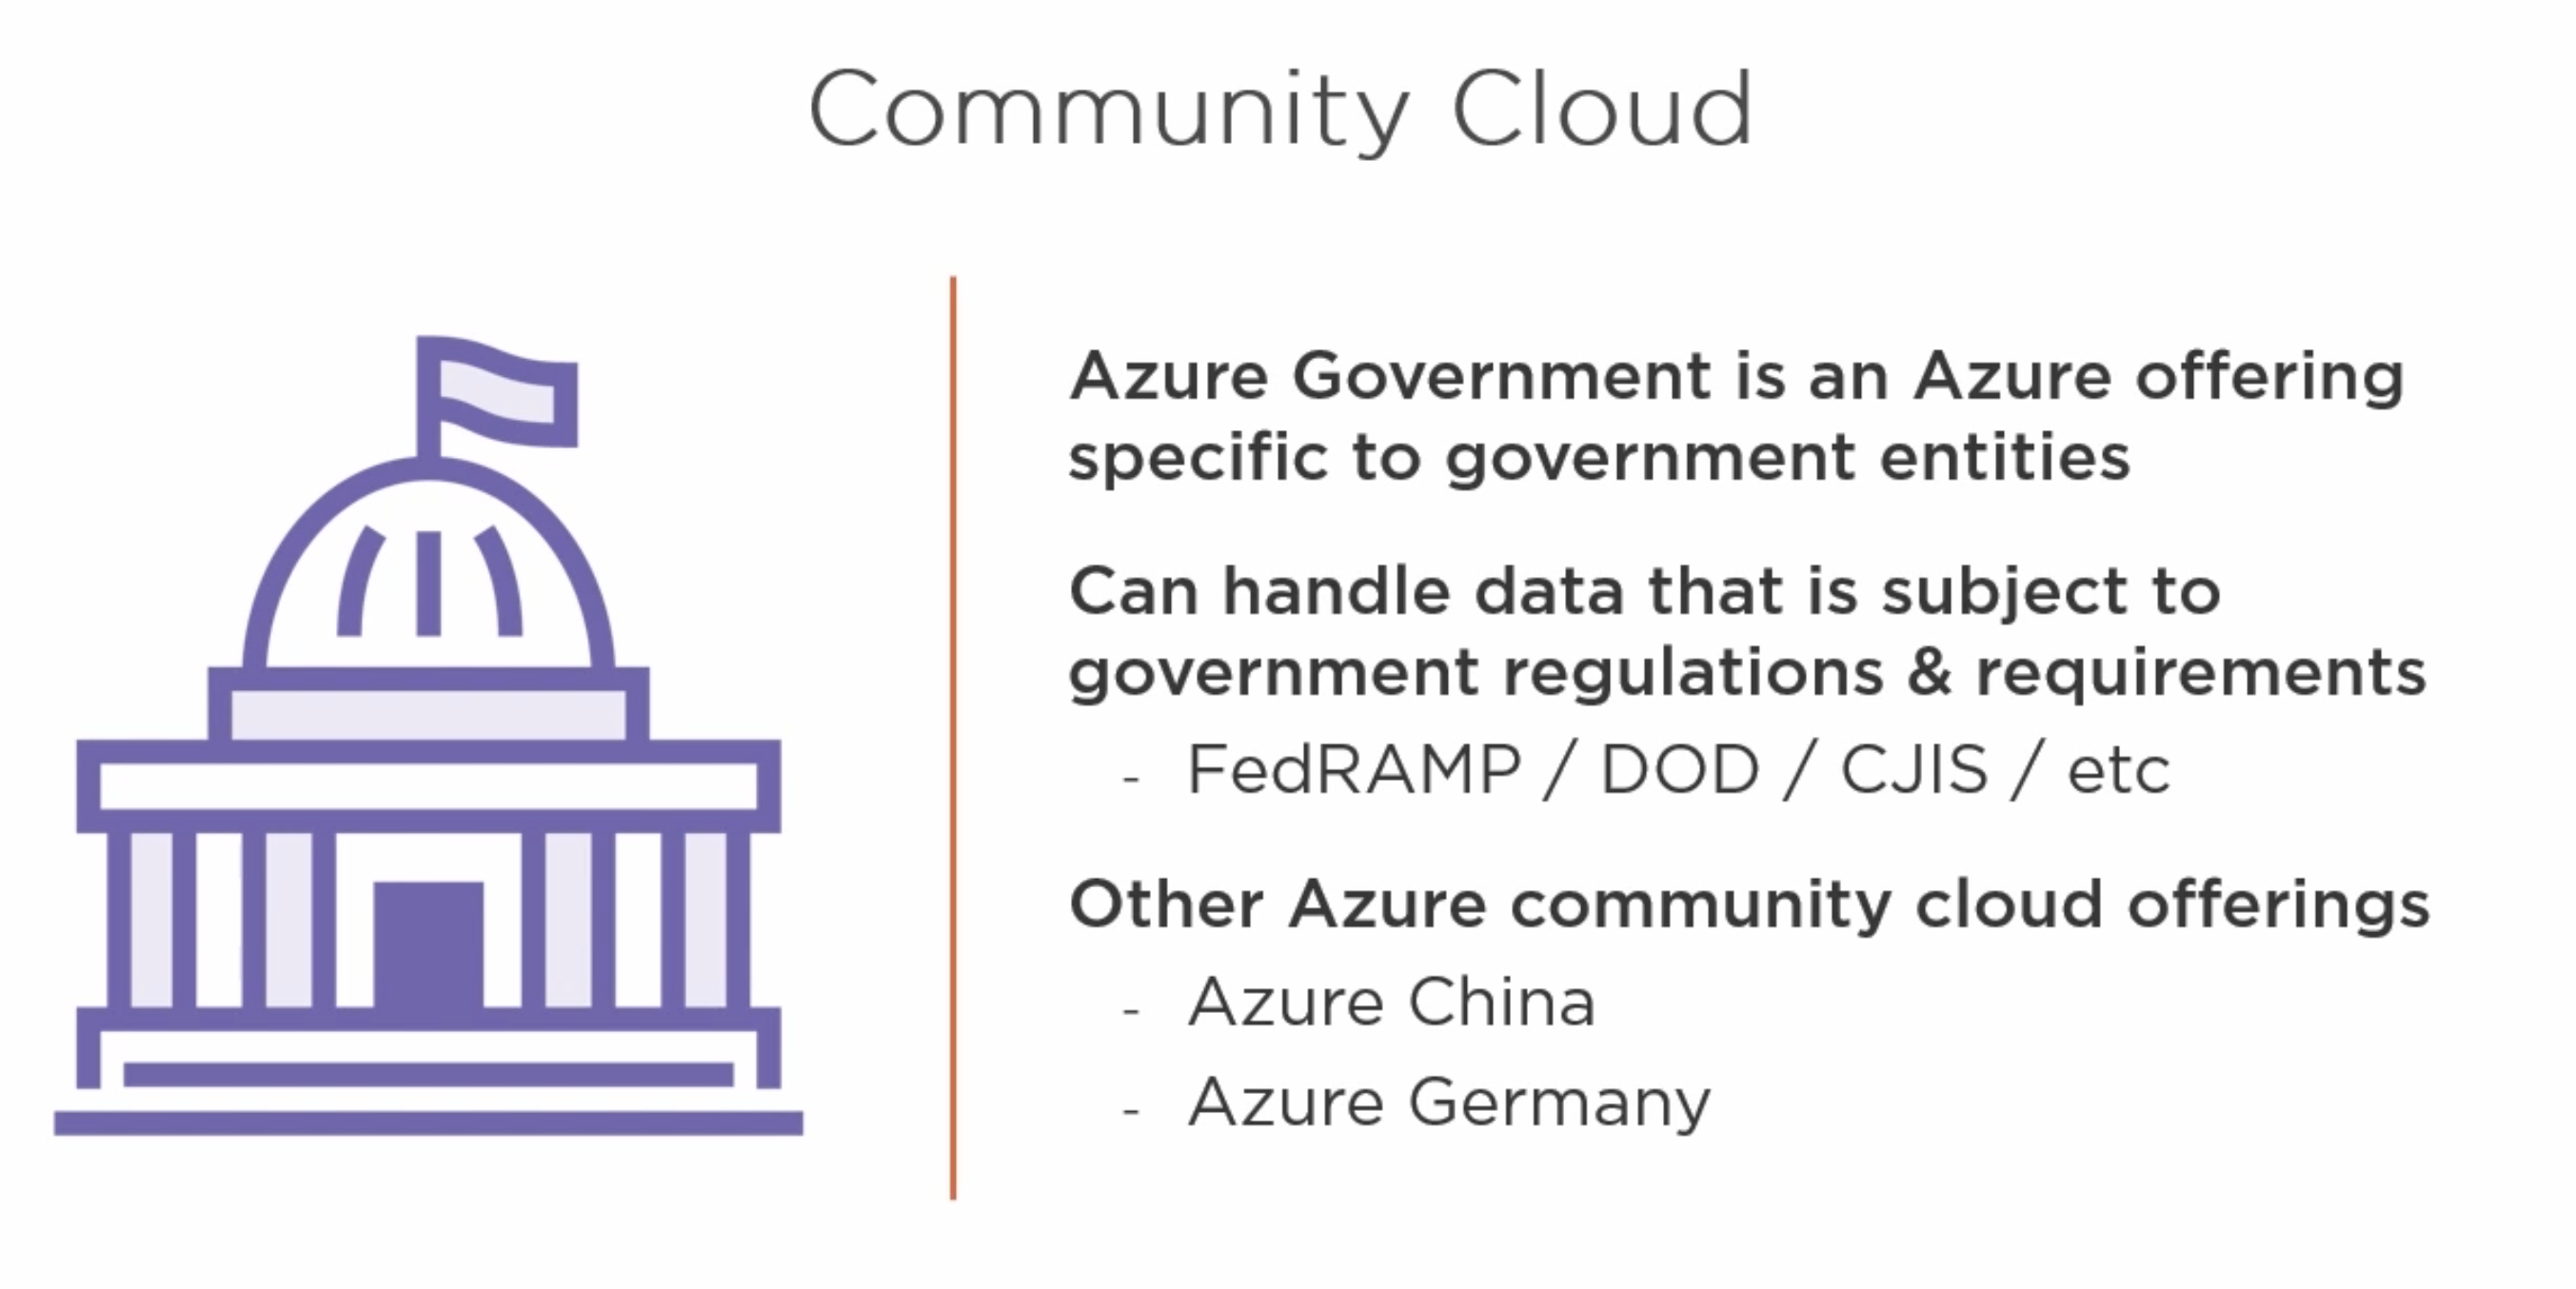 Community Cloud
Azure Government is an Azure offering
specific to government entities
Can handle data that is subject to
government regulations & requirements
- FedRAMP / DOD / CJIS / etc
Other Azure community cloud offerings
- Azure China
- Azure Germany